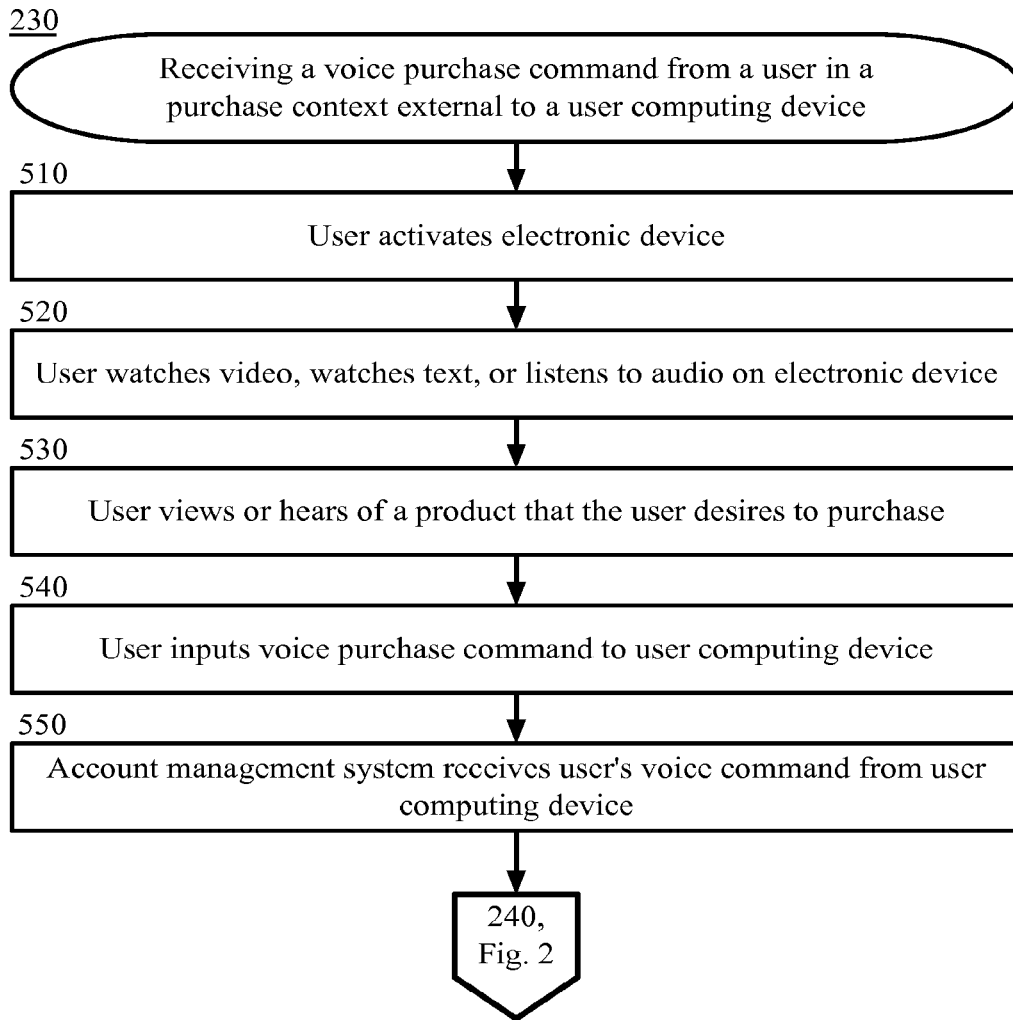 230
Receiving a voice purchase command from a user in a
purchase context external to a user computing device
510
User activates electronic device
520
User watches video, watches text, or listens to audio on electronic device
530
User views or hears of a product that the user desires to purchase
540
User inputs voice purchase command to user computing device
550
Account management system receives user's voice command from user
computing device
240,
Fig. 2